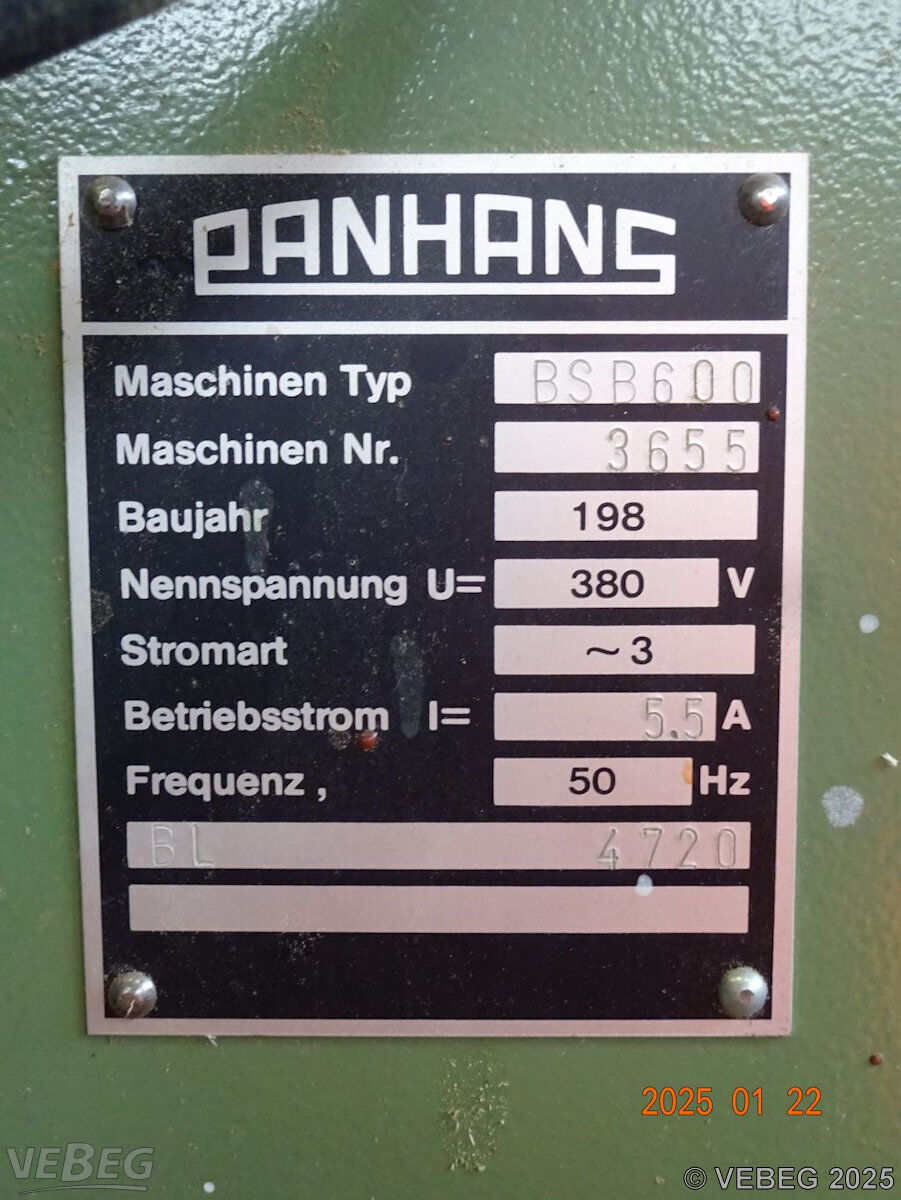 PANHANS
Maschinen Typ BSB600
Maschinen Nr. 3655
Baujahr 198
Nennspannung U= 380 V
Stromart ~3
Betriebsstrom I= 5.5 A
Frequenz, 50 Hz
BL 4720
2025 01 22
VEBEG
© VEBEG 2025